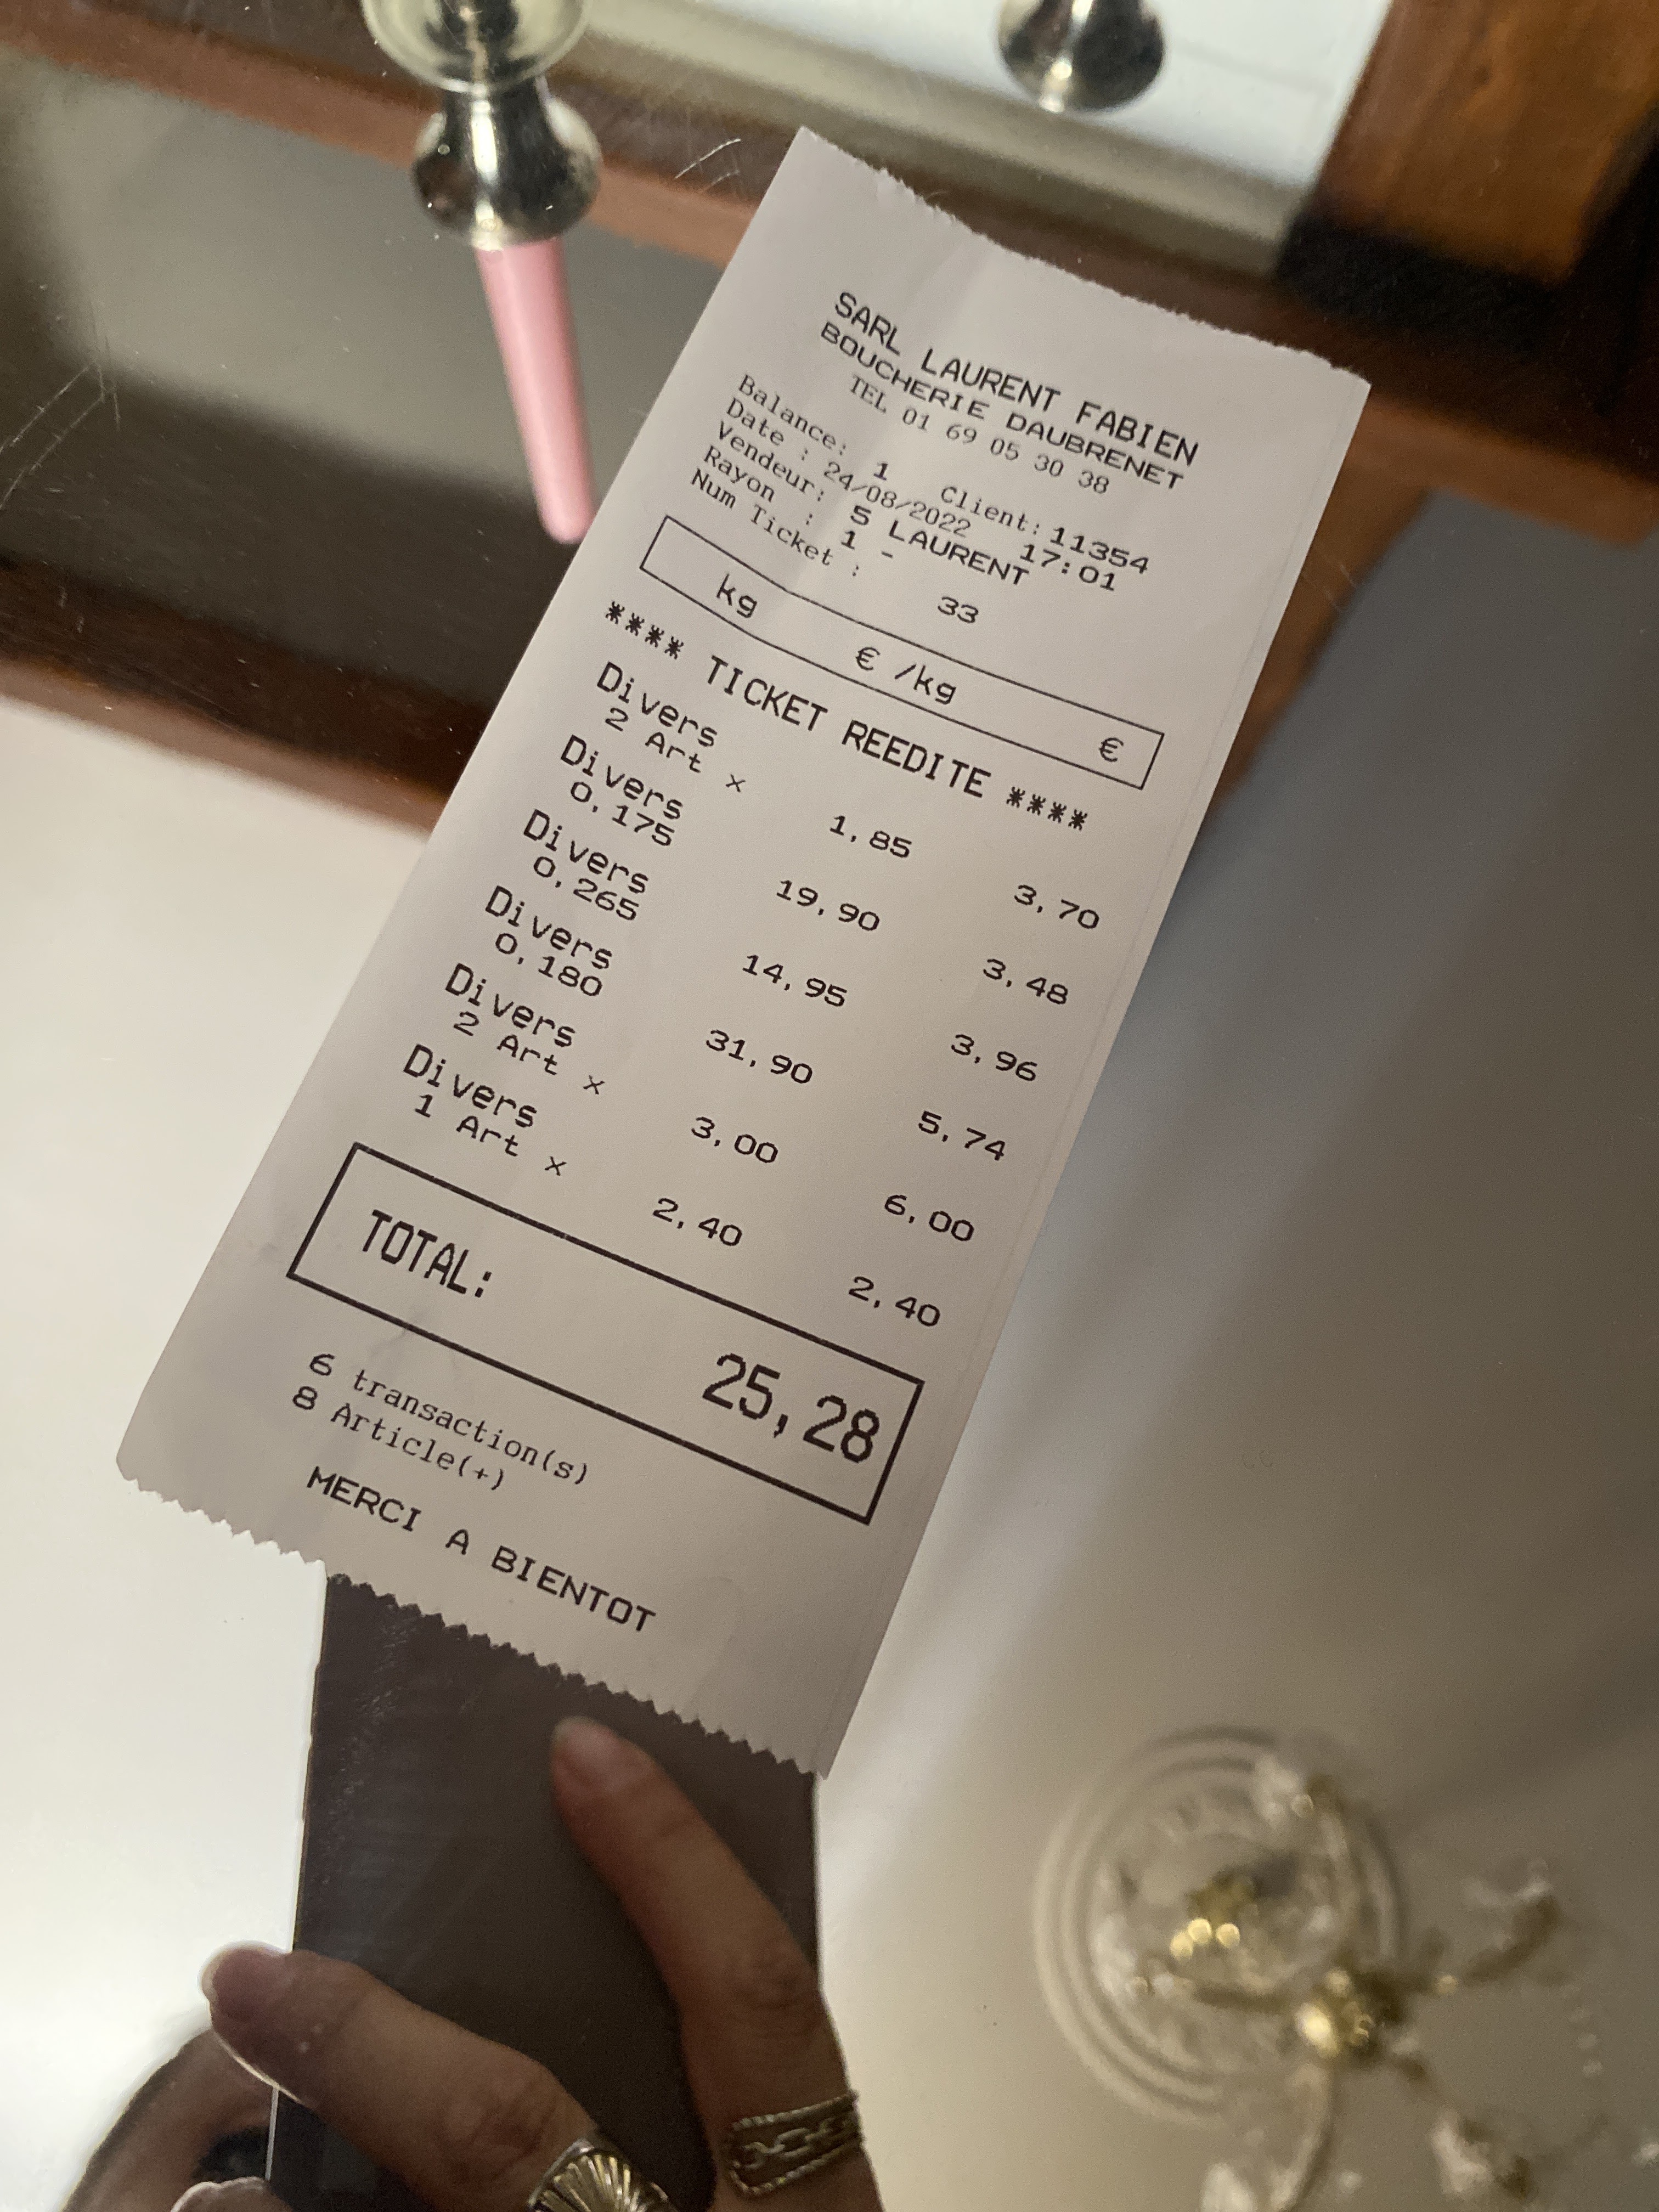 SARL LAURENT FABIEN
BOUCHERIE DAUBRENET
TEL 01 69 05 30 38
Balance: 1 Client: 11354
Date : 24/08/2022 17:01
Vendeur: 5 LAURENT
Rayon : 1 -
Num Ticket : 33
kg € /kg €
**** TICKET REEDITE ****
Divers
2 Art x 1,85 3,70
Divers
0,175 19,90 3,48
Divers
0,265 14,95 3,96
Divers
0,180 31,90 5,74
Divers
2 Art x 3,00 6,00
Divers
1 Art x 2,40 2,40
TOTAL: 25,28
6 transaction(s)
8 Article(+)
MERCI A BIENTOT